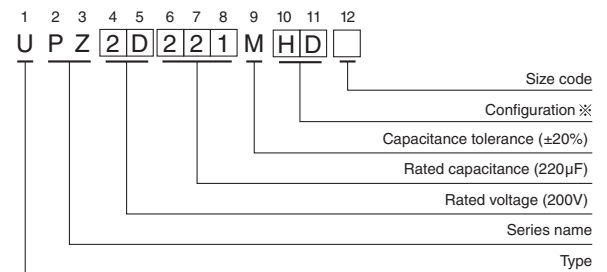 1 2 3 4 5 6 7 8 9 10 11 12
U P Z 2 D 2 2 1 M H D
Size code
Configuration ※
Capacitance tolerance (±20%)
Rated capacitance (220µF)
Rated voltage (200V)
Series name
Type